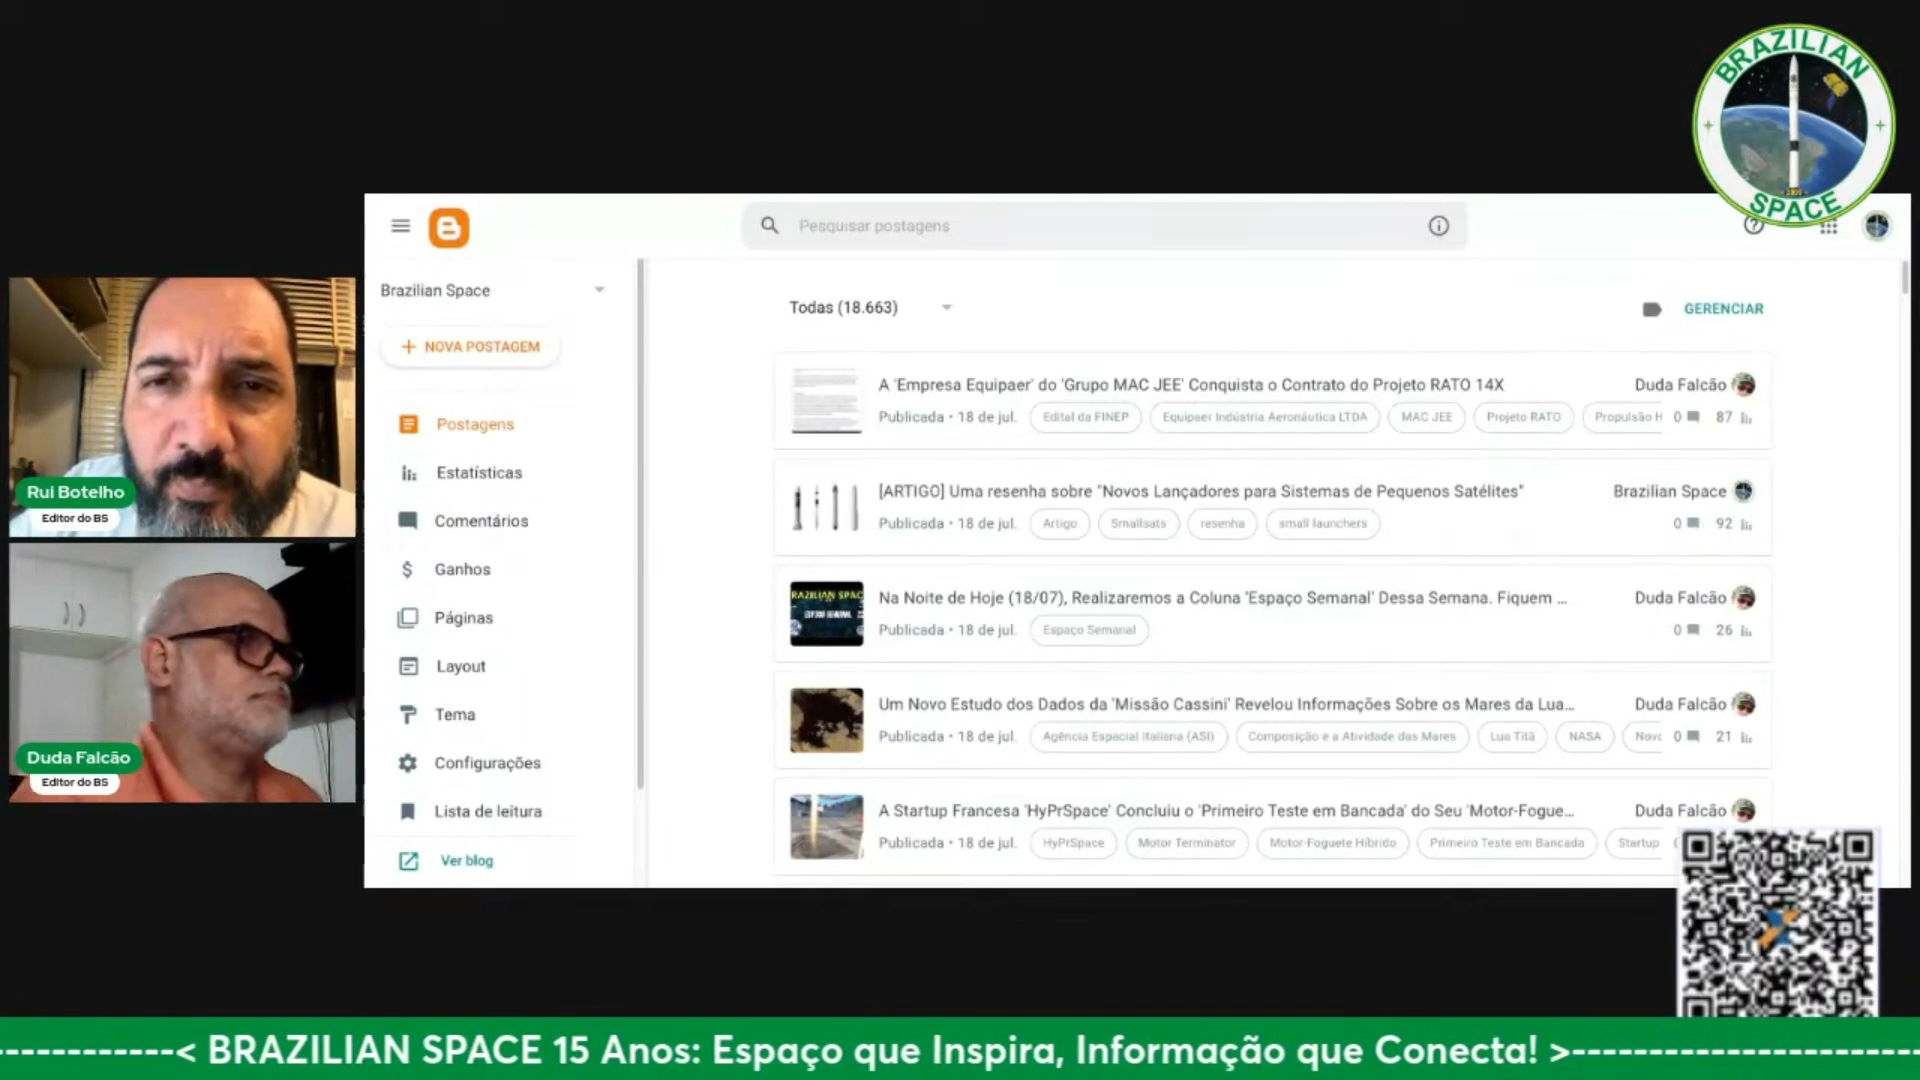 BRAZILIAN
SPACE
Pesquisar postagens
Brazilian Space
NOVA POSTAGEM
Postagens
Estatísticas
Comentários
Ganhos
Páginas
Layout
Tema
Configurações
Lista de leitura
Ver blog
Todas (18.663)
GERENCIAR
A 'Empresa Equipaer' do 'Grupo MAC JEE' Conquista o Contrato do Projeto RATO 14X
Duda Falcão
Publicada • 18 de jul. Edital da FINEP Equipaer Indústria Aeronáutica LTDA MAC JEE Projeto RATO Propulsão H 0 87
[ARTIGO] Uma resenha sobre "Novos Lançadores para Sistemas de Pequenos Satélites"
Brazilian Space
Publicada • 18 de jul. Artigo Smallsats resenha small launchers 0 92
RAZILIAN SPAC
ESPAÇO SEMANAL
Na Noite de Hoje (18/07), Realizaremos a Coluna 'Espaço Semanal' Dessa Semana. Fiquem ...
Duda Falcão
Publicada • 18 de jul. Espaço Semanal 0 26
Um Novo Estudo dos Dados da 'Missão Cassini' Revelou Informações Sobre os Mares da Lua...
Duda Falcão
Publicada • 18 de jul. Agência Espacial Italiana (ASI) Composição e a Atividade das Mares Lua Titã NASA Novo 0 21
A Startup Francesa 'HyPrSpace' Concluiu o 'Primeiro Teste em Bancada' do Seu 'Motor-Fogue...
Duda Falcão
Publicada • 18 de jul. HyPrSpace Motor Terminator Motor-Foguete Híbrido Primeiro Teste em Bancada Startup
Rui Botelho
Editor do BS
Duda Falcão
Editor do BS
------------< BRAZILIAN SPACE 15 Anos: Espaço que Inspira, Informação que Conecta! >-----------------------